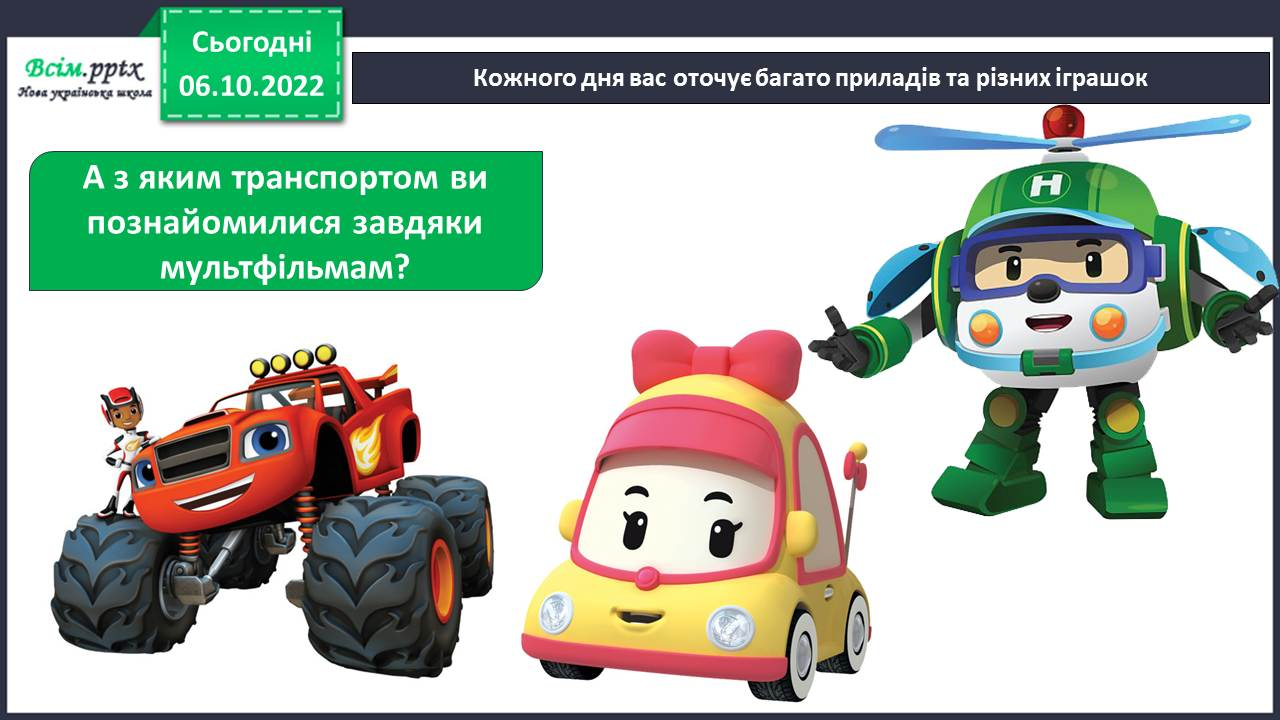 Всім.pptx
Нова українська школа
Сьогодні
06.10.2022
Кожного дня вас оточує багато приладів та різних іграшок
А з яким транспортом ви
познайомилися завдяки
мультфільмам?
H